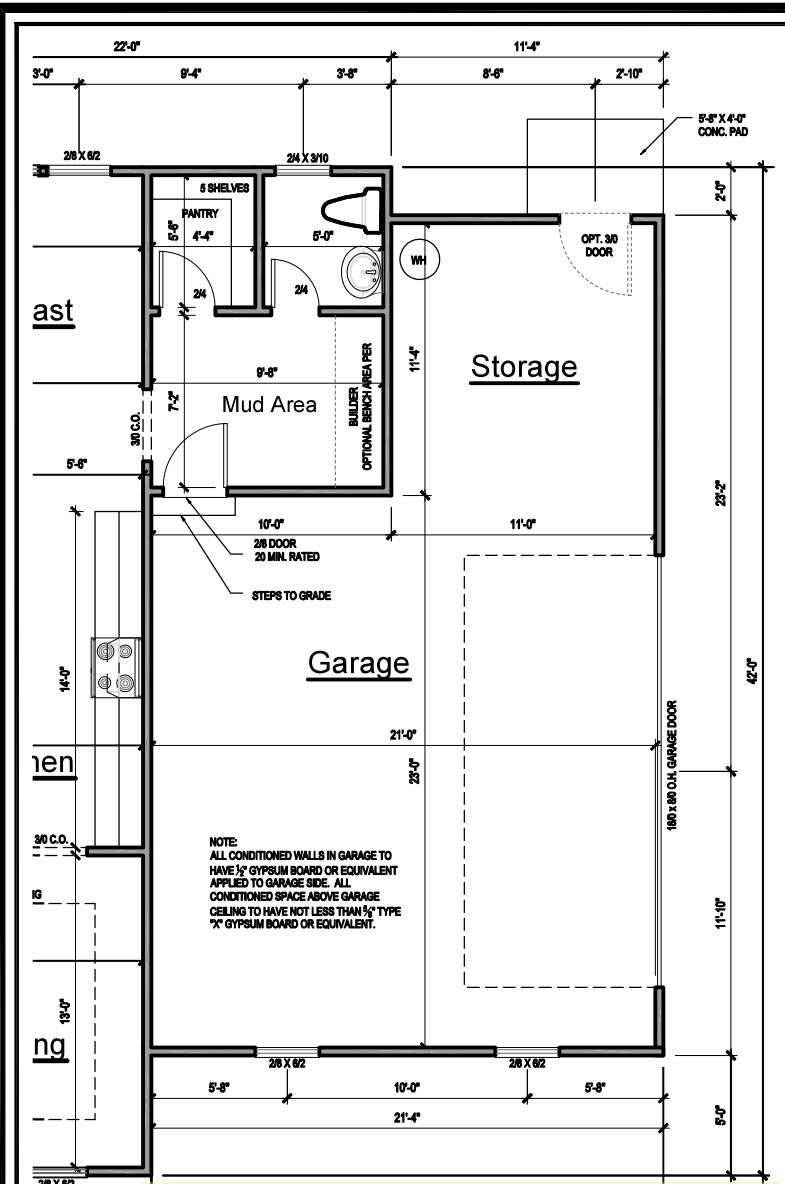 22'-0"
11'-4"
3'-0"
9'-4"
3'-8"
8'-6"
2'-10"
5'-8" X 4'-0"
CONC. PAD
2/8 X 6/2
2/4 X 3/10
5 SHELVES
PANTRY
5'-6"
4'-4"
5'-0"
2'-0"
OPT. 3/0
DOOR
WH
2/4
2/4
ast
Storage
11'-4"
9'-8"
7'-2"
Mud Area
OPTIONAL BENCH AREA PER
BUILDER
3/0 C.O.
5'-6"
23'-2"
10'-0"
11'-0"
2/8 DOOR
20 MIN. RATED
STEPS TO GRADE
Garage
14'-0"
42'-0"
21'-0"
23'-0"
18/0 x 8/0 O.H. GARAGE DOOR
nen
3/0 C.O.
NOTE:
ALL CONDITIONED WALLS IN GARAGE TO
HAVE ½" GYPSUM BOARD OR EQUIVALENT
APPLIED TO GARAGE SIDE. ALL
CONDITIONED SPACE ABOVE GARAGE
CEILING TO HAVE NOT LESS THAN ⅝" TYPE
"X" GYPSUM BOARD OR EQUIVALENT.
NG
11'-10"
13'-0"
ng
2/8 X 6/2
2/8 X 6/2
5'-8"
10'-0"
5'-8"
21'-4"
5'-0"
2/8 X 6/2